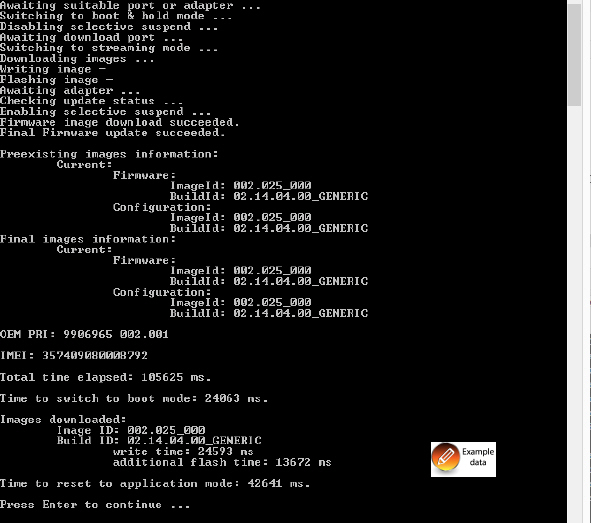 Awaiting suitable port or adapter ...
Switching to boot & hold mode ...
Disabling selective suspend ...
Awaiting download port ...
Switching to streaming mode ...
Downloading images ...
Writing image -
Flashing image -
Awaiting adapter ...
Checking update status ...
Enabling selective suspend ...
Firmware image download succeeded.
Final Firmware update succeeded.
Preexisting images information:
Current:
Firmware:
ImageId: 002.025_000
BuildId: 02.14.04.00_GENERIC
Configuration:
ImageId: 002.025_000
BuildId: 02.14.04.00_GENERIC
Final images information:
Current:
Firmware:
ImageId: 002.025_000
BuildId: 02.14.04.00_GENERIC
Configuration:
ImageId: 002.025_000
BuildId: 02.14.04.00_GENERIC
OEM PRI: 9906965 002.001
IMEI: 357409080008792
Total time elapsed: 105625 ms.
Time to switch to boot mode: 24063 ms.
Images downloaded:
Image ID: 002.025_000
Build ID: 02.14.04.00_GENERIC
write time: 24593 ms
additional flash time: 13672 ms
Example
data
Time to reset to application mode: 42641 ms.
Press Enter to continue ...